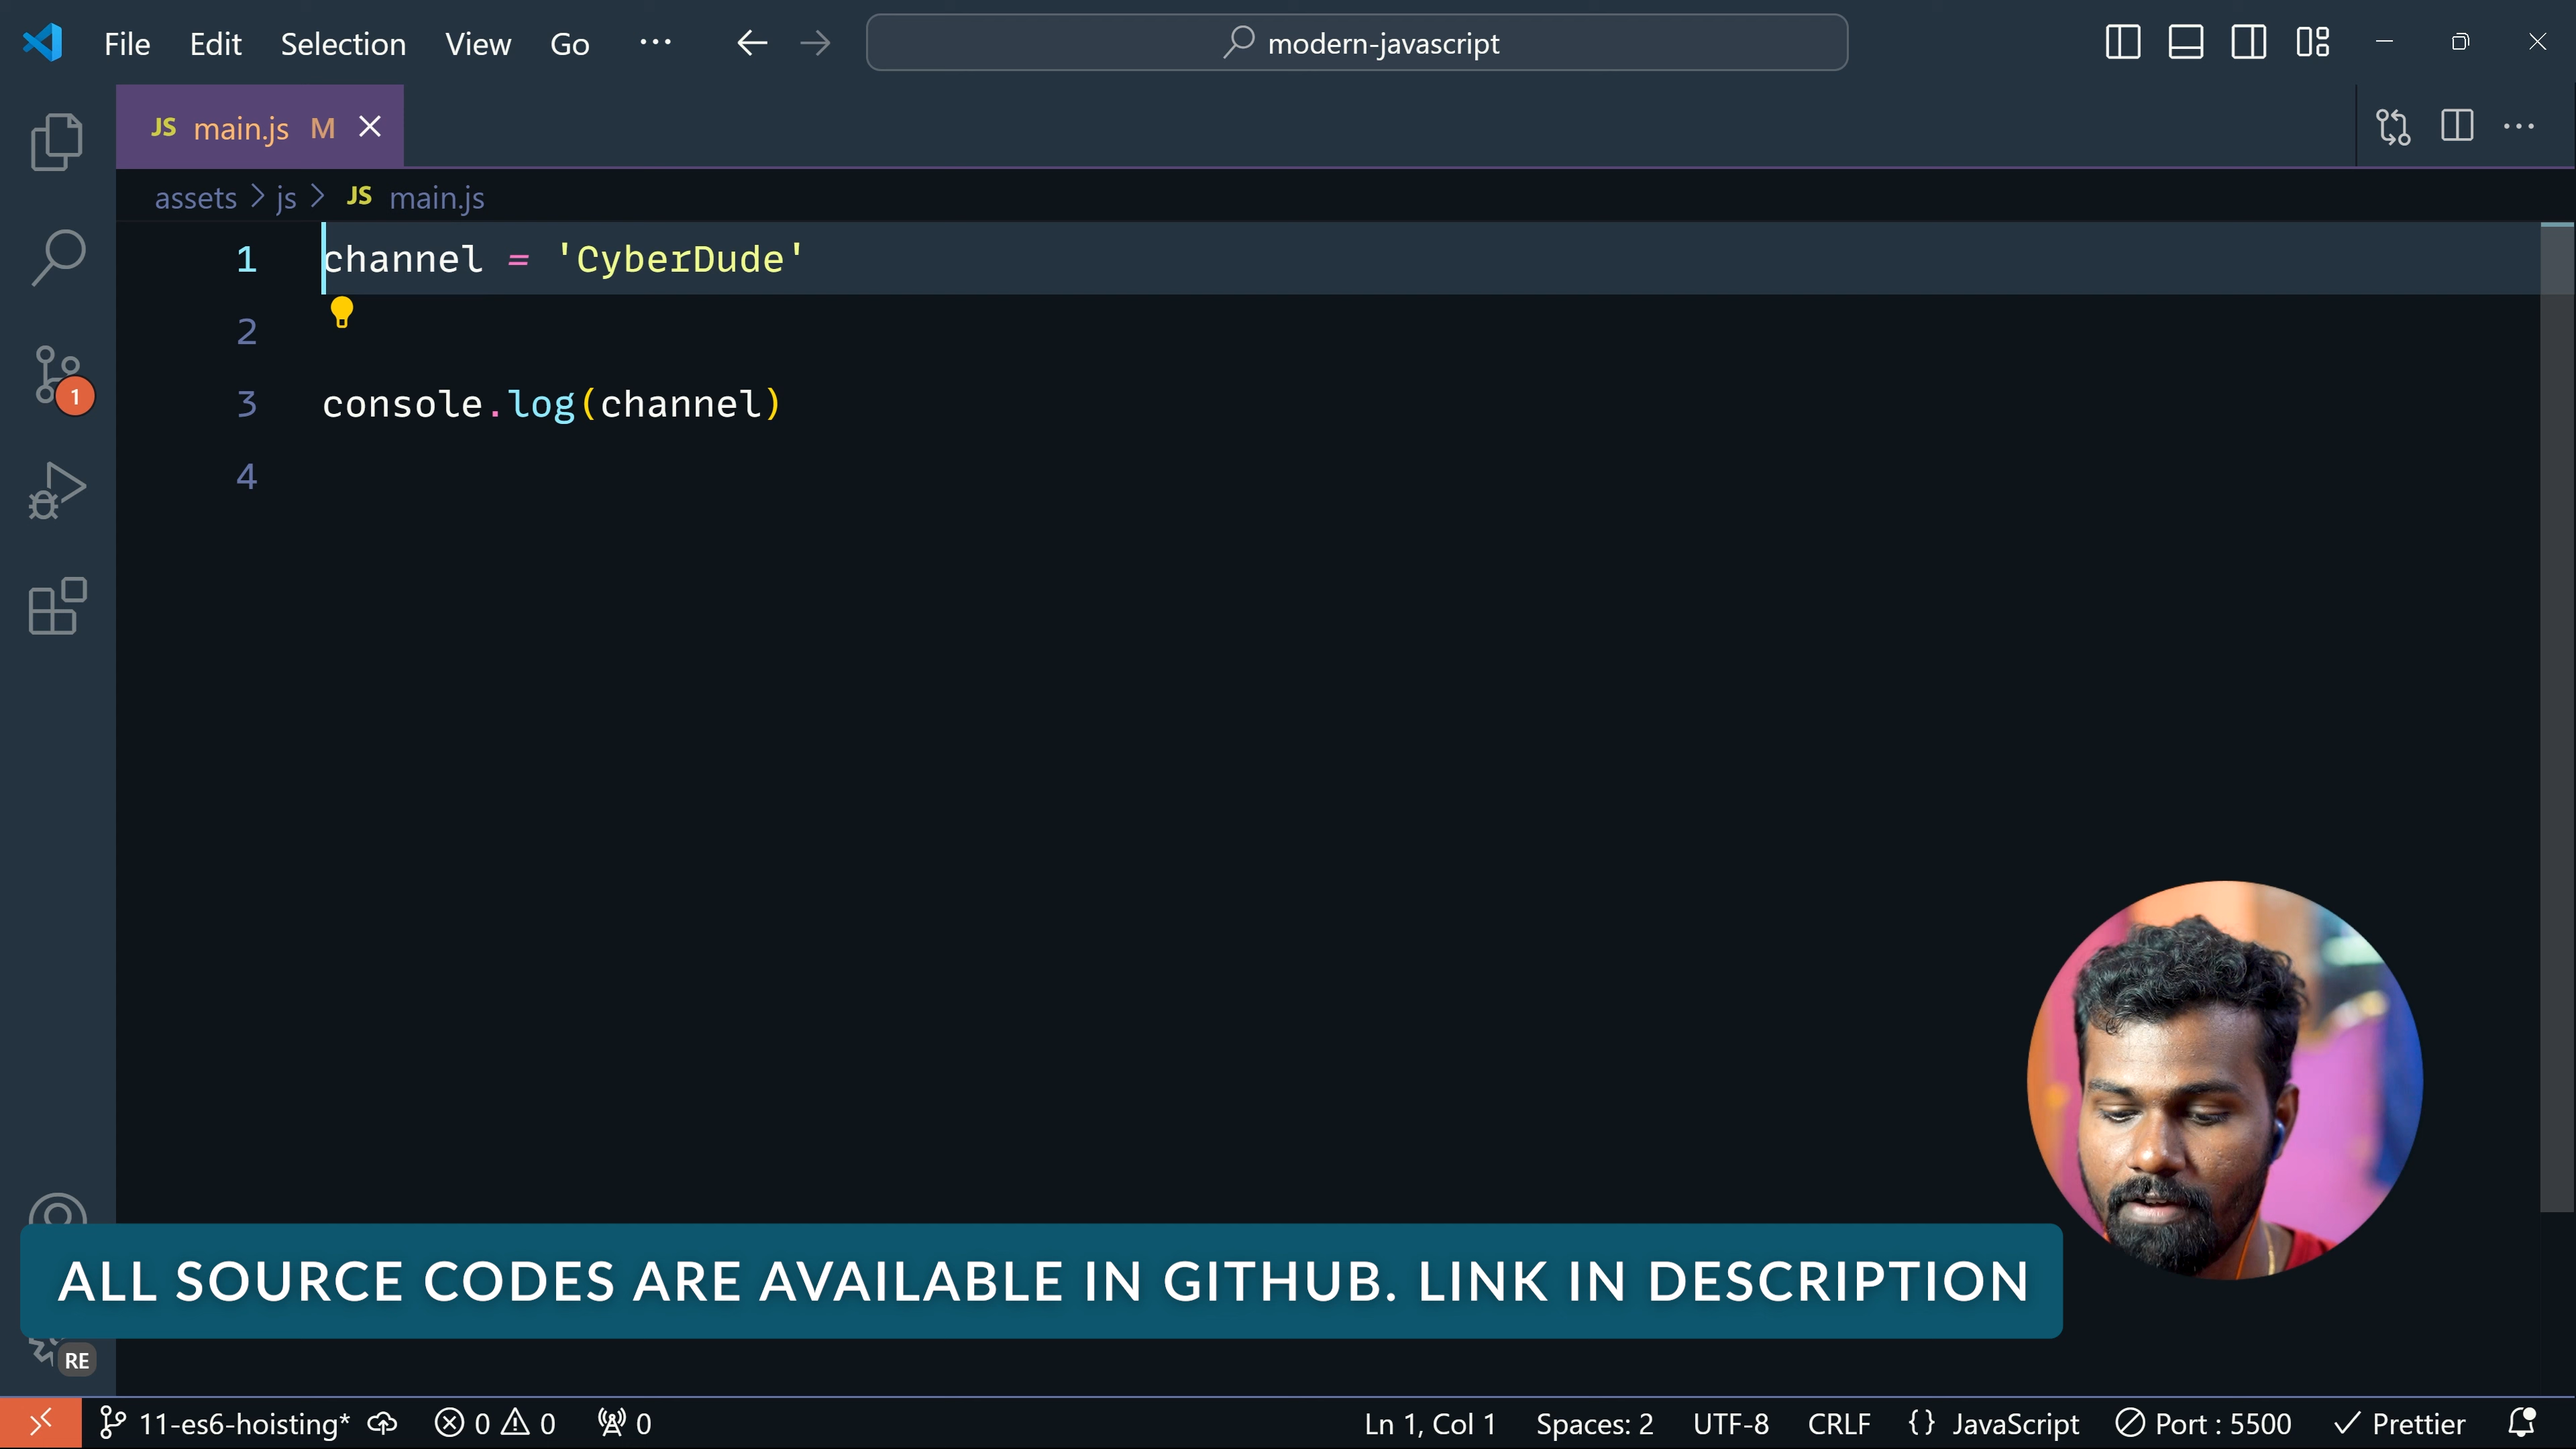 File Edit Selection View Go ··· modern-javascript
JS main.js M
assets > js > JS main.js
1 channel = 'CyberDude'
2
3 console.log(channel)
4
1
ALL SOURCE CODES ARE AVAILABLE IN GITHUB. LINK IN DESCRIPTION
RE
11-es6-hoisting* 0 0 0 Ln 1, Col 1 Spaces: 2 UTF-8 CRLF {} JavaScript Port : 5500 Prettier